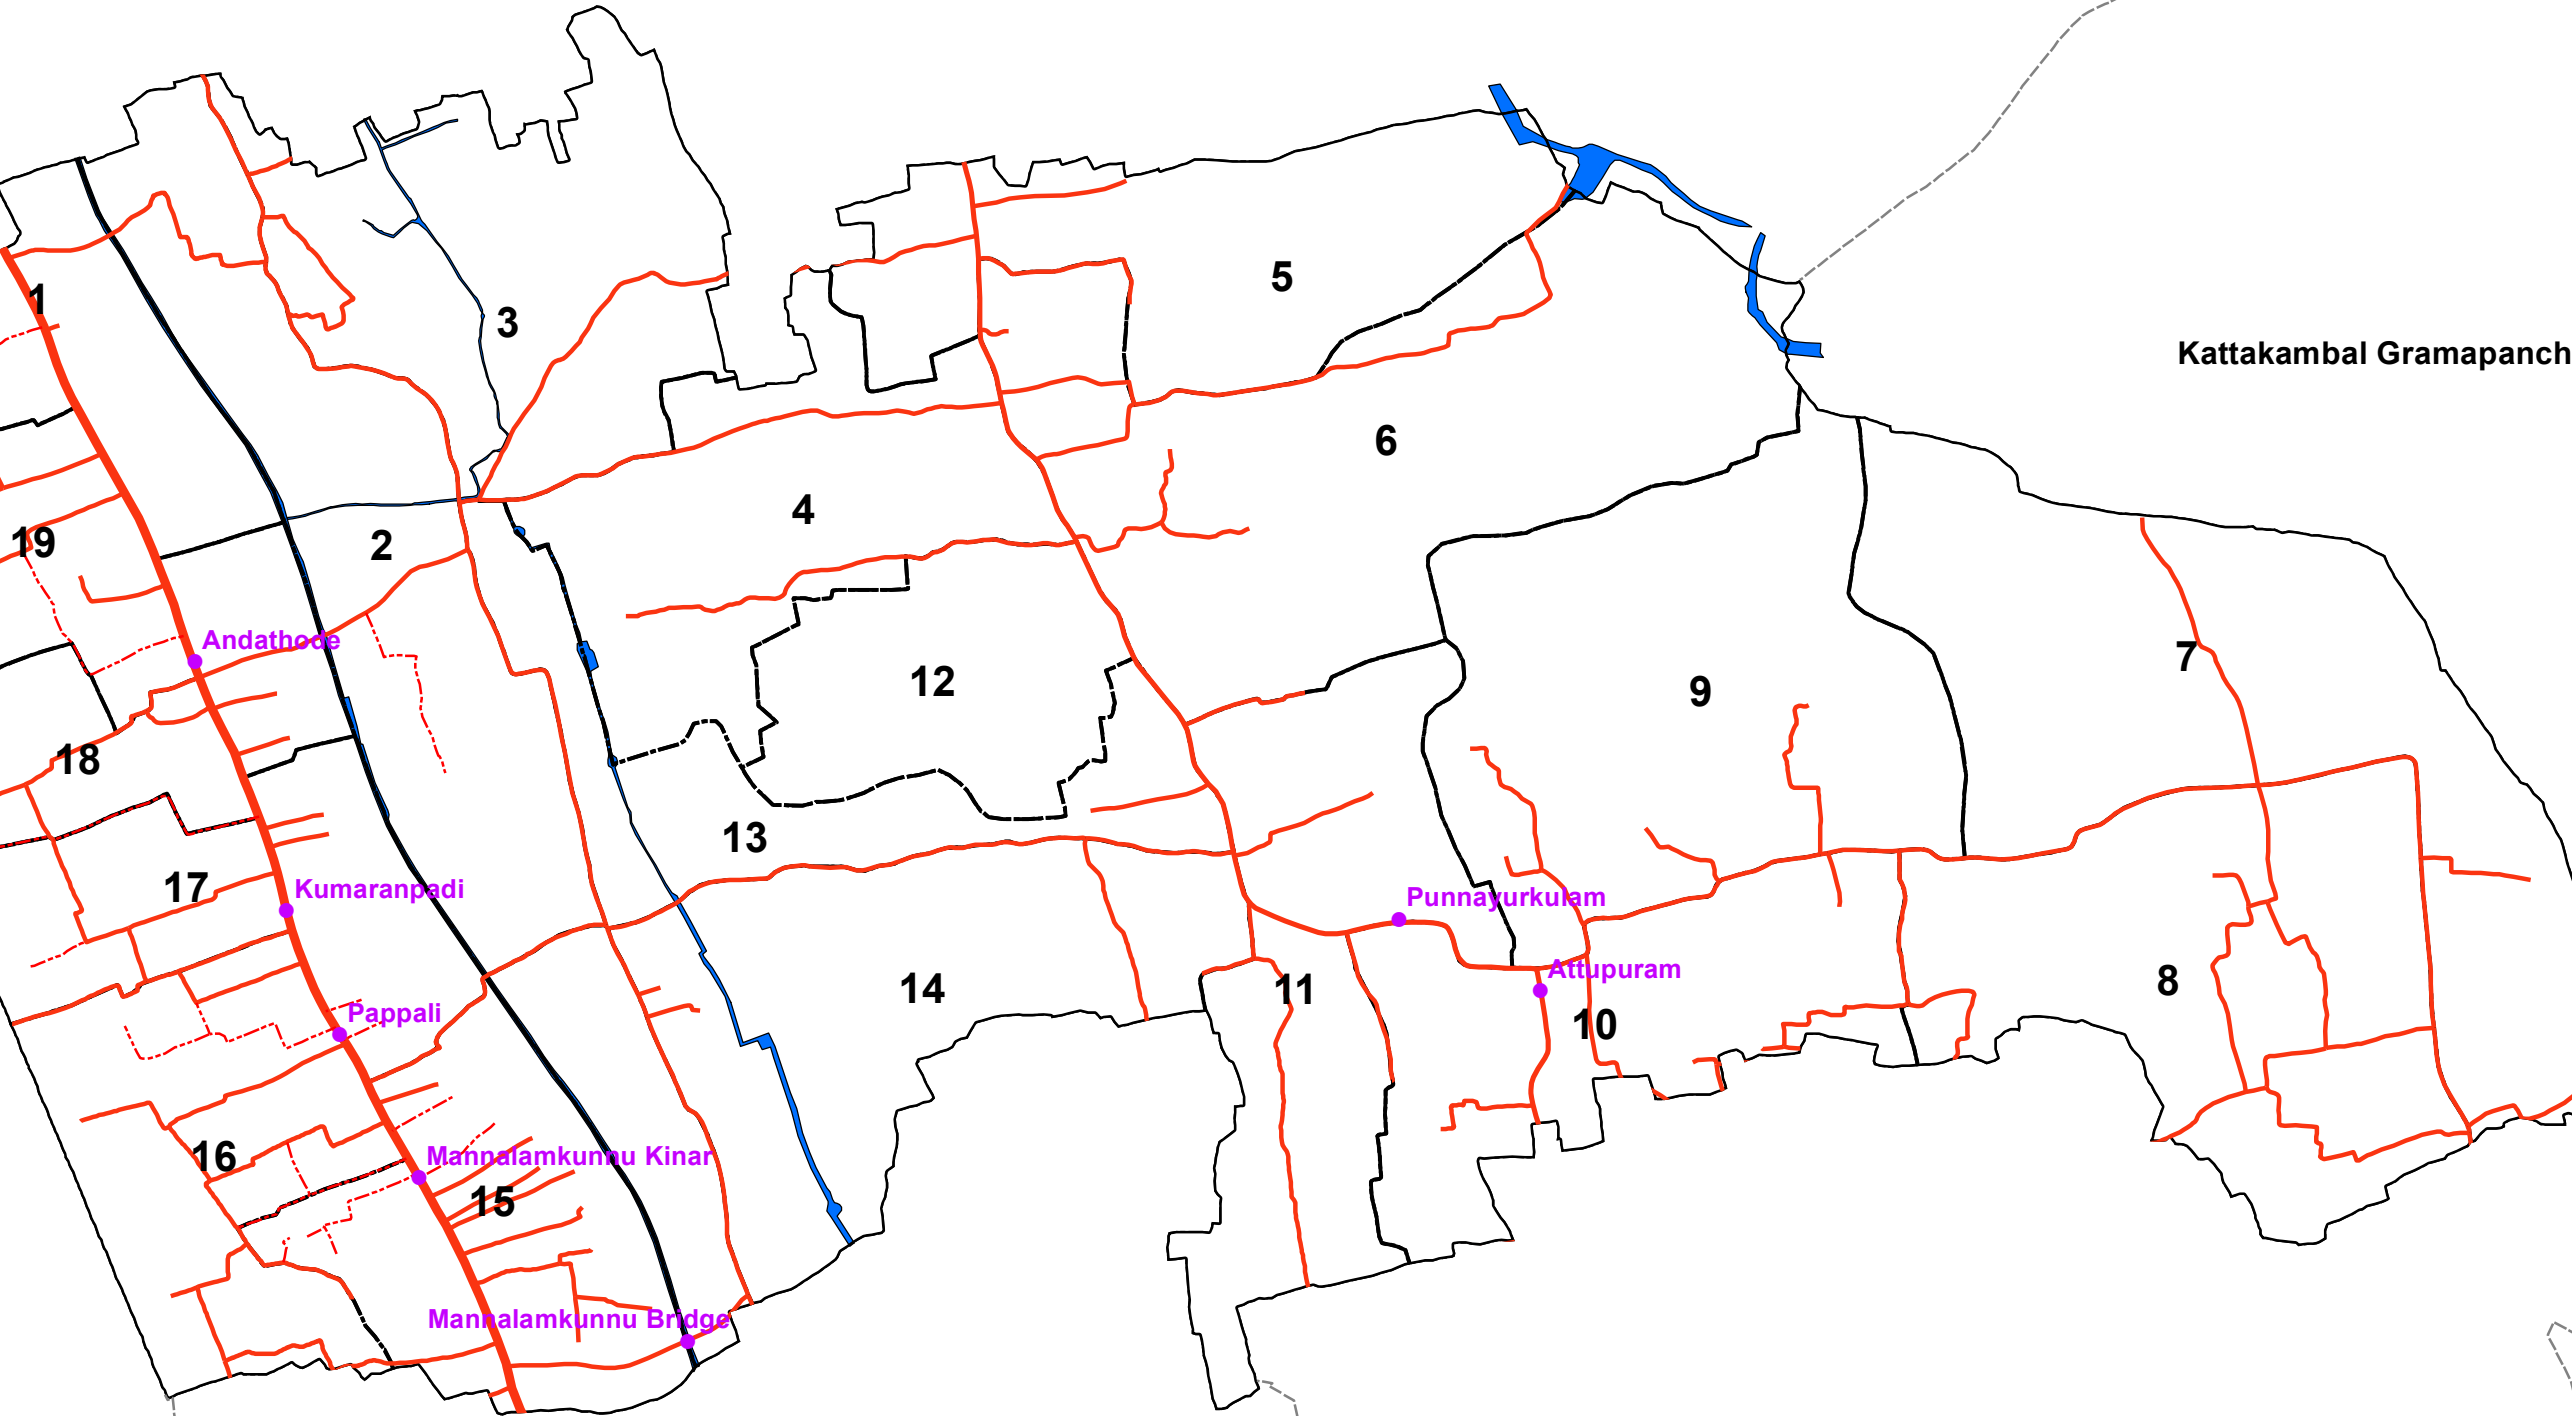 5
1
3
Kattakambal Gramapanch
6
4
19
2
Andathode
7
12
9
18
13
17
Kumaranpadi
Punnayurkulam
Attupuram
8
14
11
Pappali
10
16
Mannalamkunnu Kinar
15
Mannalamkunnu Bridge